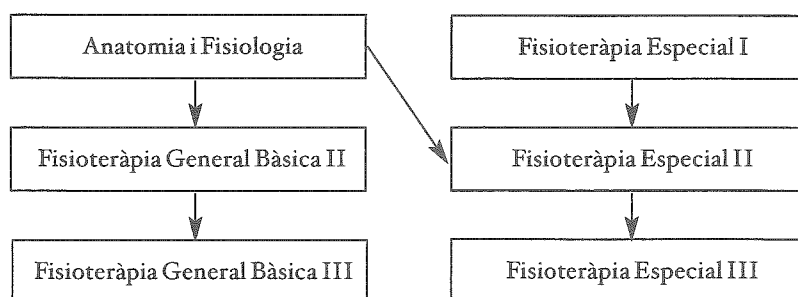 Anatomia i Fisiologia
Fisioteràpia Especial I
Fisioteràpia General Bàsica II
Fisioteràpia Especial II
Fisioteràpia General Bàsica III
Fisioteràpia Especial III